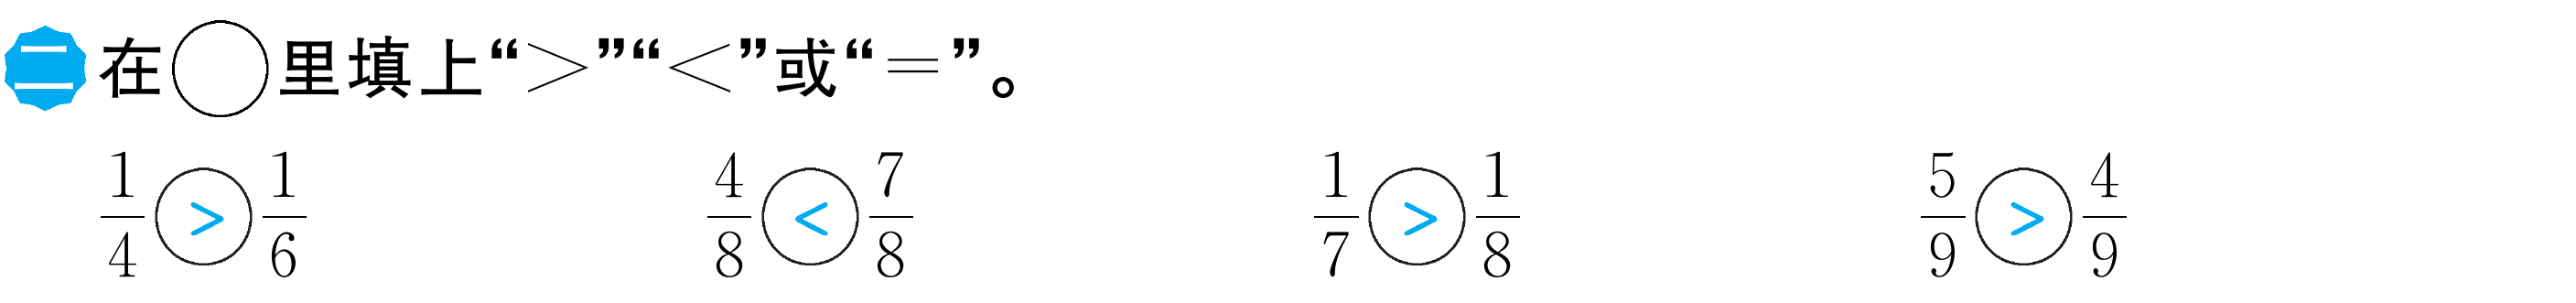 二 在○里填上“>”“<”或“=”。
1/4 > 1/6 4/8 < 7/8 1/7 > 1/8 5/9 > 4/9